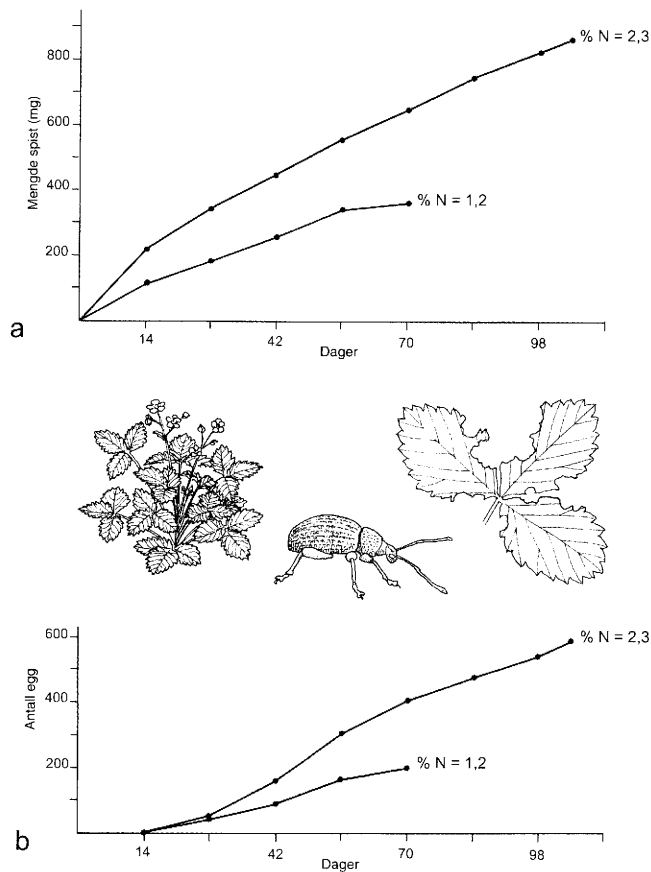 % N = 2,3
800
600
400
200
Mengde spist (mg)
% N = 1,2
a
14
42
70
98
Dager
600
400
200
Antall egg
% N = 2,3
% N = 1,2
b
14
42
70
98
Dager